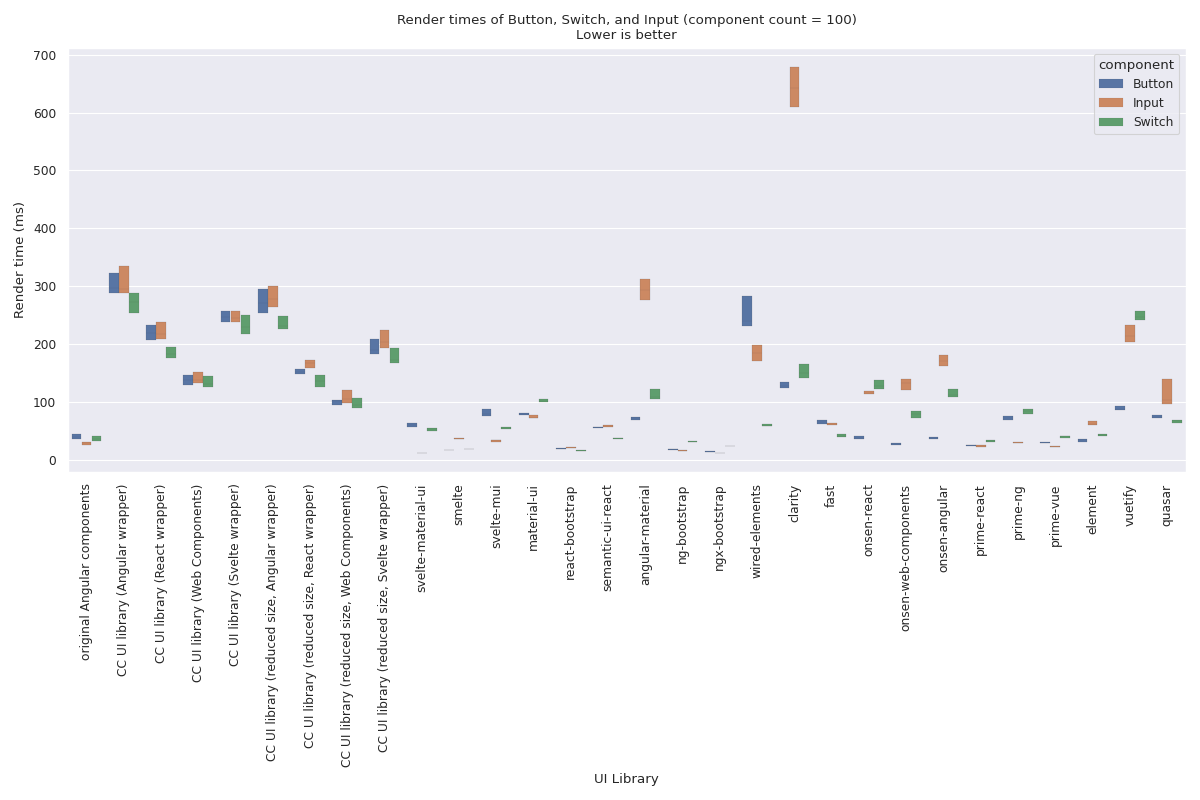 Render times of Button, Switch, and Input (component count = 100)
Lower is better
700
600
500
400
300
200
100
0
Render time (ms)
component
Button
Input
Switch
original Angular components
CC UI library (Angular wrapper)
CC UI library (React wrapper)
CC UI library (Web Components)
CC UI library (Svelte wrapper)
CC UI library (reduced size, Angular wrapper)
CC UI library (reduced size, React wrapper)
CC UI library (reduced size, Web Components)
CC UI library (reduced size, Svelte wrapper)
svelte-material-ui
smelte
svelte-mui
material-ui
react-bootstrap
semantic-ui-react
angular-material
ng-bootstrap
ngx-bootstrap
wired-elements
clarity
fast
onsen-react
onsen-web-components
onsen-angular
prime-react
prime-ng
prime-vue
element
vuetify
quasar
UI Library